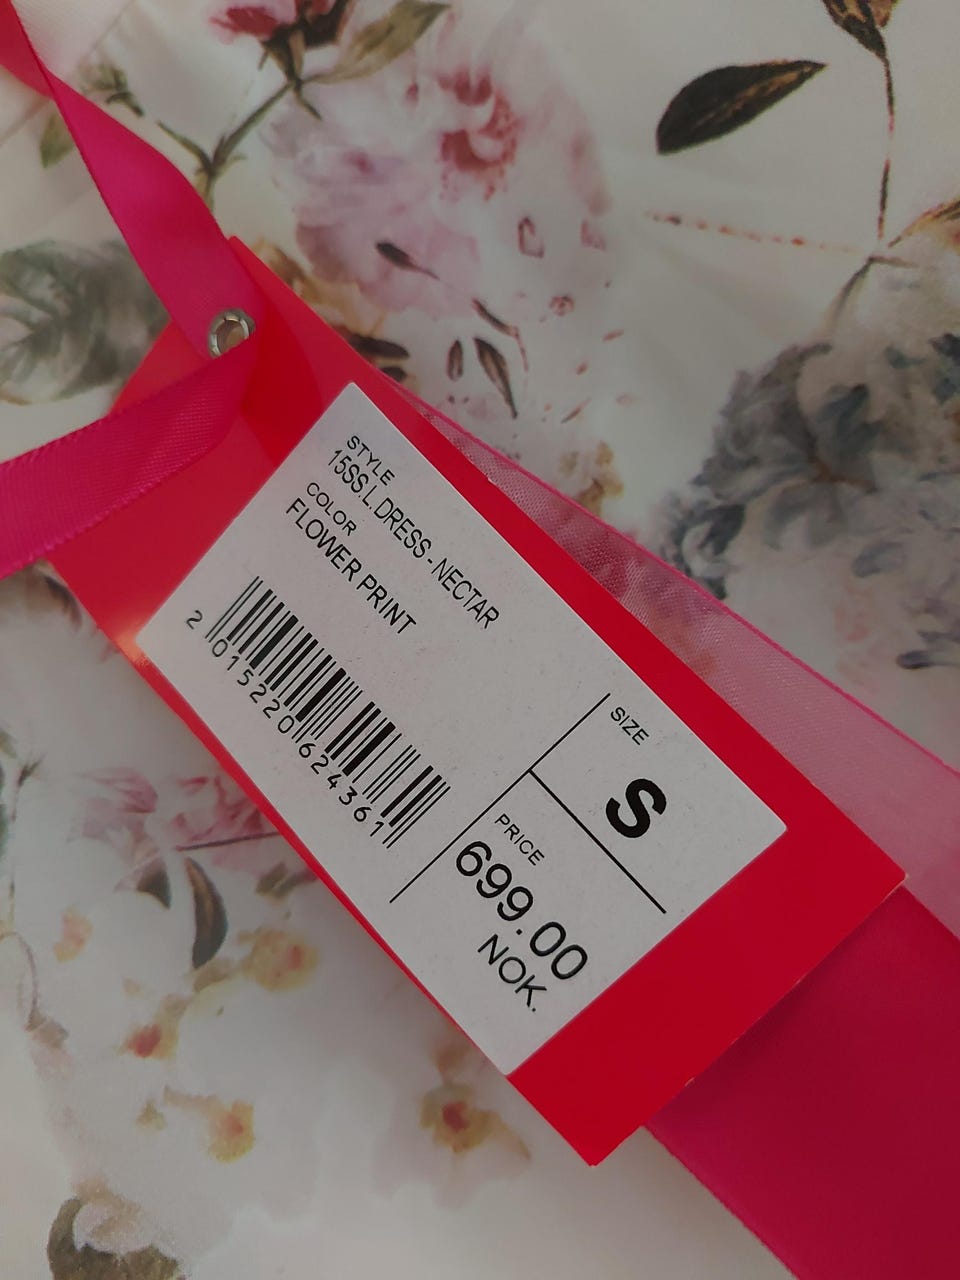 STYLE
15SS.L.DRESS - NECTAR
COLOR
FLOWER PRINT
2 015220 624361
SIZE
S
PRICE
699.00
NOK.